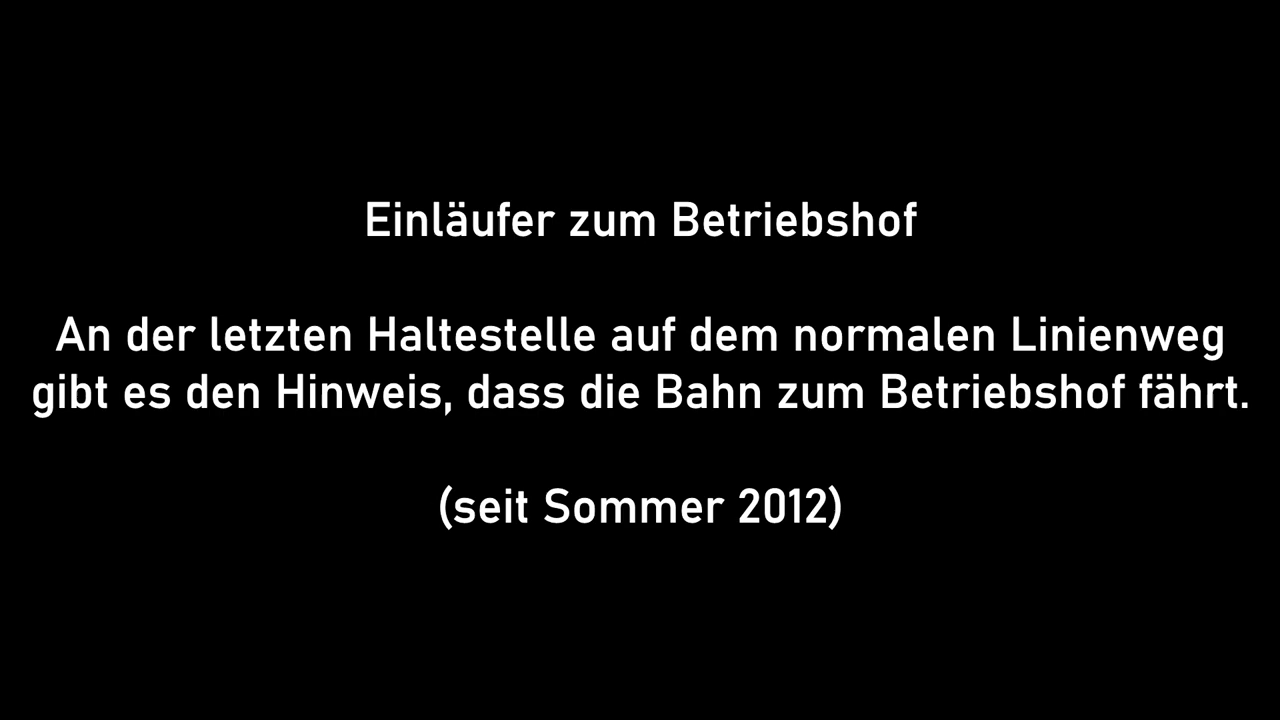 Einläufer zum Betriebshof
An der letzten Haltestelle auf dem normalen Linienweg
gibt es den Hinweis, dass die Bahn zum Betriebshof fährt.
(seit Sommer 2012)